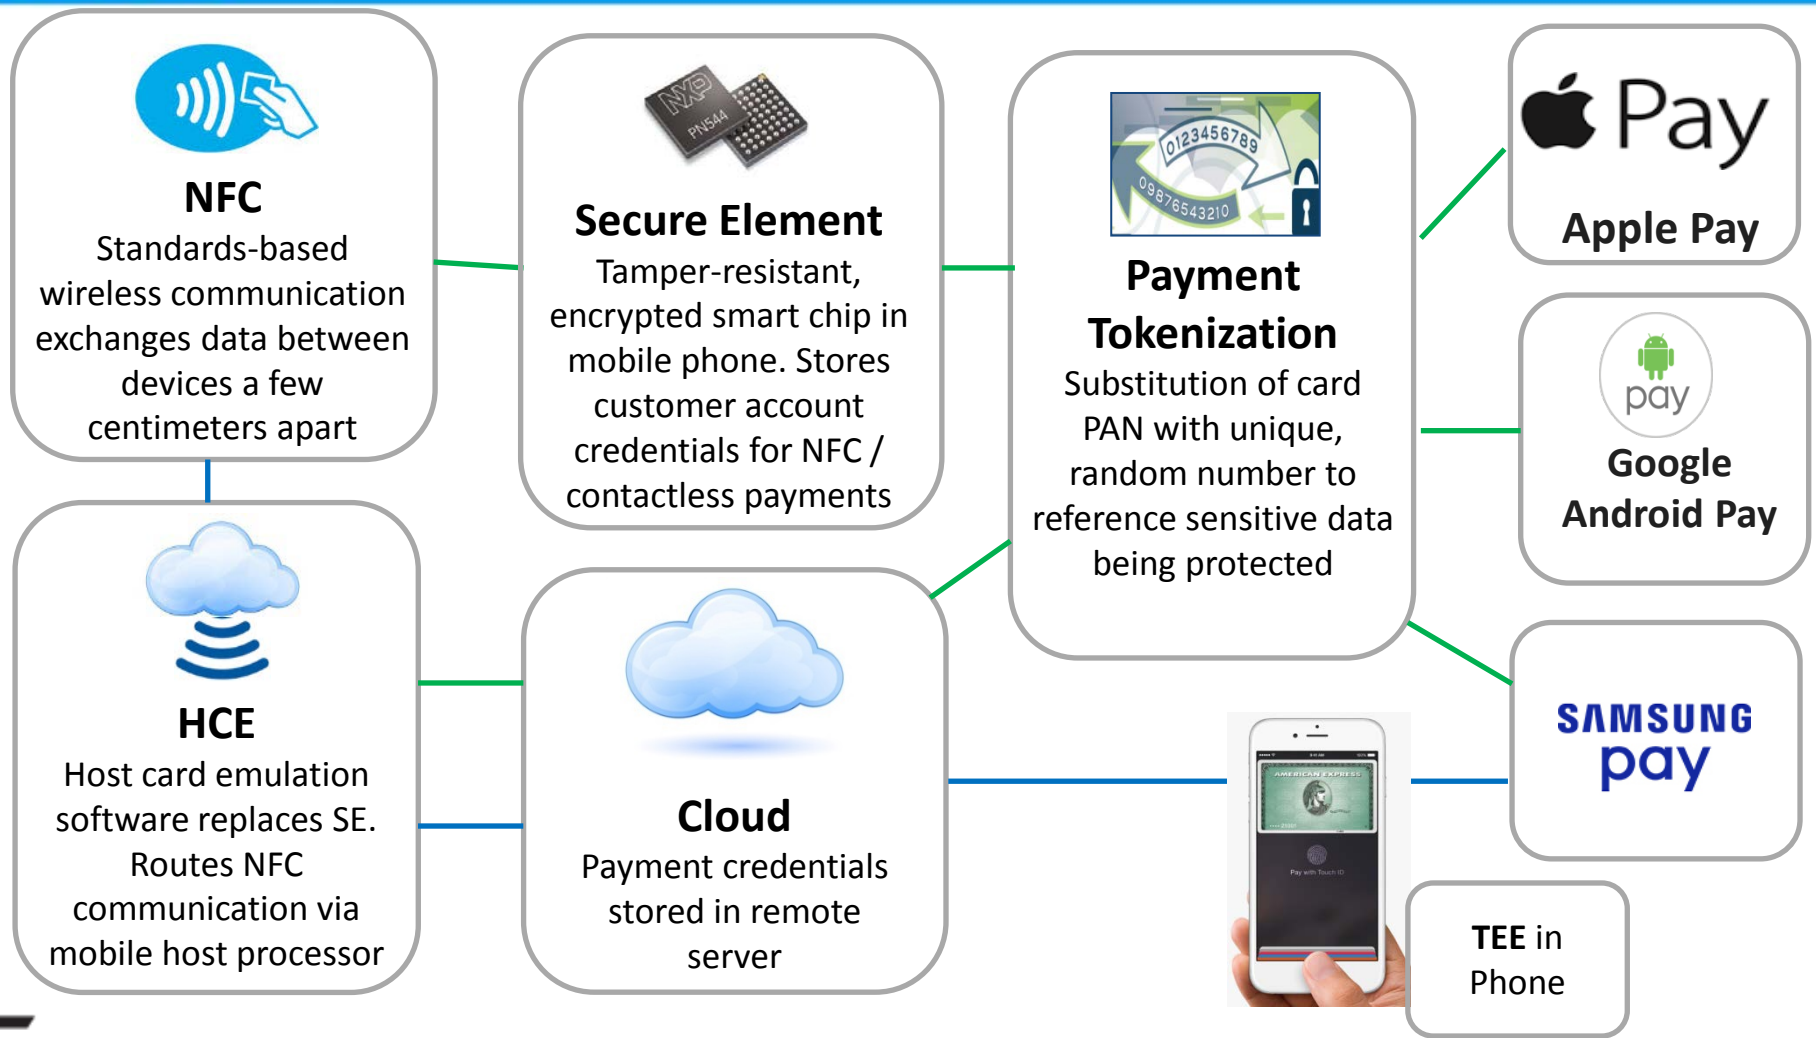 NFC
Standards-based
wireless communication
exchanges data between
devices a few
centimeters apart
NXP
PN544
Secure Element
Tamper-resistant,
encrypted smart chip in
mobile phone. Stores
customer account
credentials for NFC /
contactless payments
0123456789
09876543210
Payment
Tokenization
Substitution of card
PAN with unique,
random number to
reference sensitive data
being protected
Pay
Apple Pay
pay
Google
Android Pay
HCE
Host card emulation
software replaces SE.
Routes NFC
communication via
mobile host processor
Cloud
Payment credentials
stored in remote
server
AMERICAN EXPRESS
Pay with Touch ID
SAMSUNG
pay
TEE in
Phone